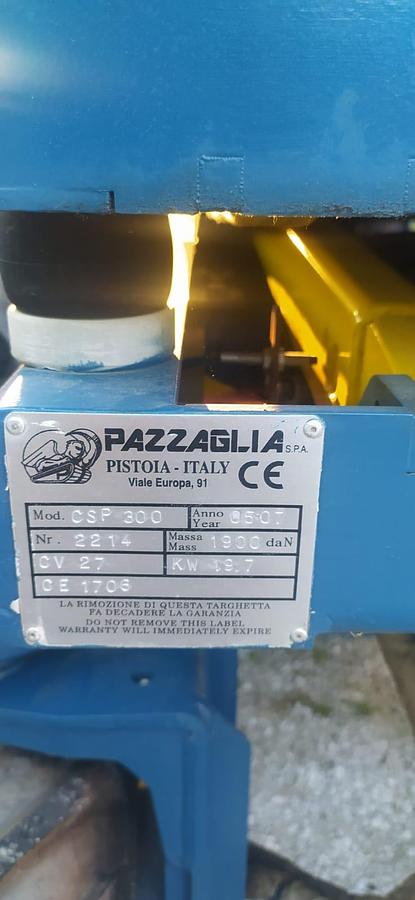 PAZZAGLIA S.P.A.
PISTOIA - ITALY CE
Viale Europa, 91
Mod. CSP 300 Anno Year 0507
Nr. 2214 Massa Mass 1900 daN
CV 27 KW 19.7
CE 1706
LA RIMOZIONE DI QUESTA TARGHETTA
FA DECADERE LA GARANZIA
DO NOT REMOVE THIS LABEL
WARRANTY WILL IMMEDIATELY EXPIRE